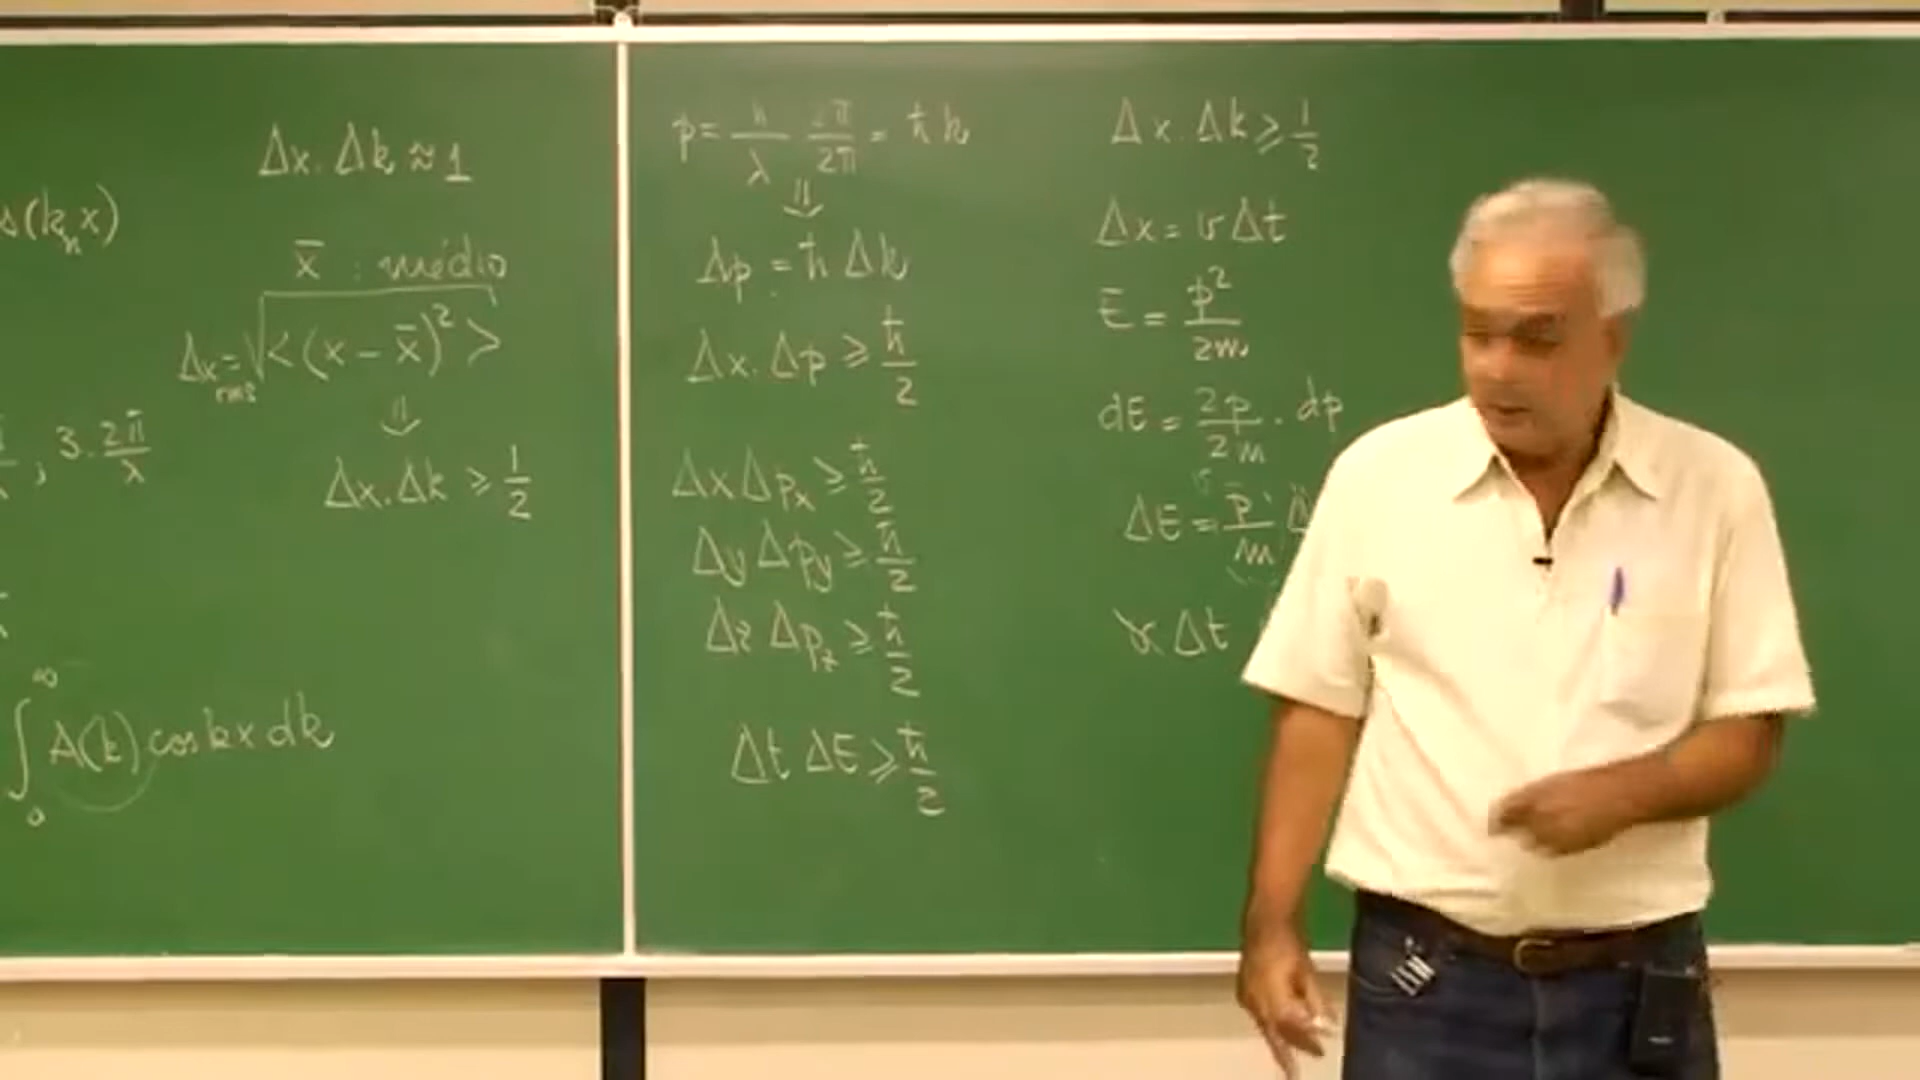 Δx.Δk ≈ 1
(kₙx)
x̄ : médio
Δx_rms = √<(x - x̄)²>
⇓
, 3. 2π/λ
Δx.Δk ≥ 1/2
∫₀^∞ A(k) cos kx dk
p = h/λ 2π/2π = ħk
⇓
Δp = ħ Δk
Δx. Δp ≥ ħ/2
Δx Δpₓ ≥ ħ/2
Δy Δp_y ≥ ħ/2
Δz Δp_z ≥ ħ/2
Δt ΔE ≥ ħ/2
Δx. Δk ≥ 1/2
Δx = v Δt
E = p²/2m
dE = 2p/2m . dp
ΔE = p/m Δ
Δt